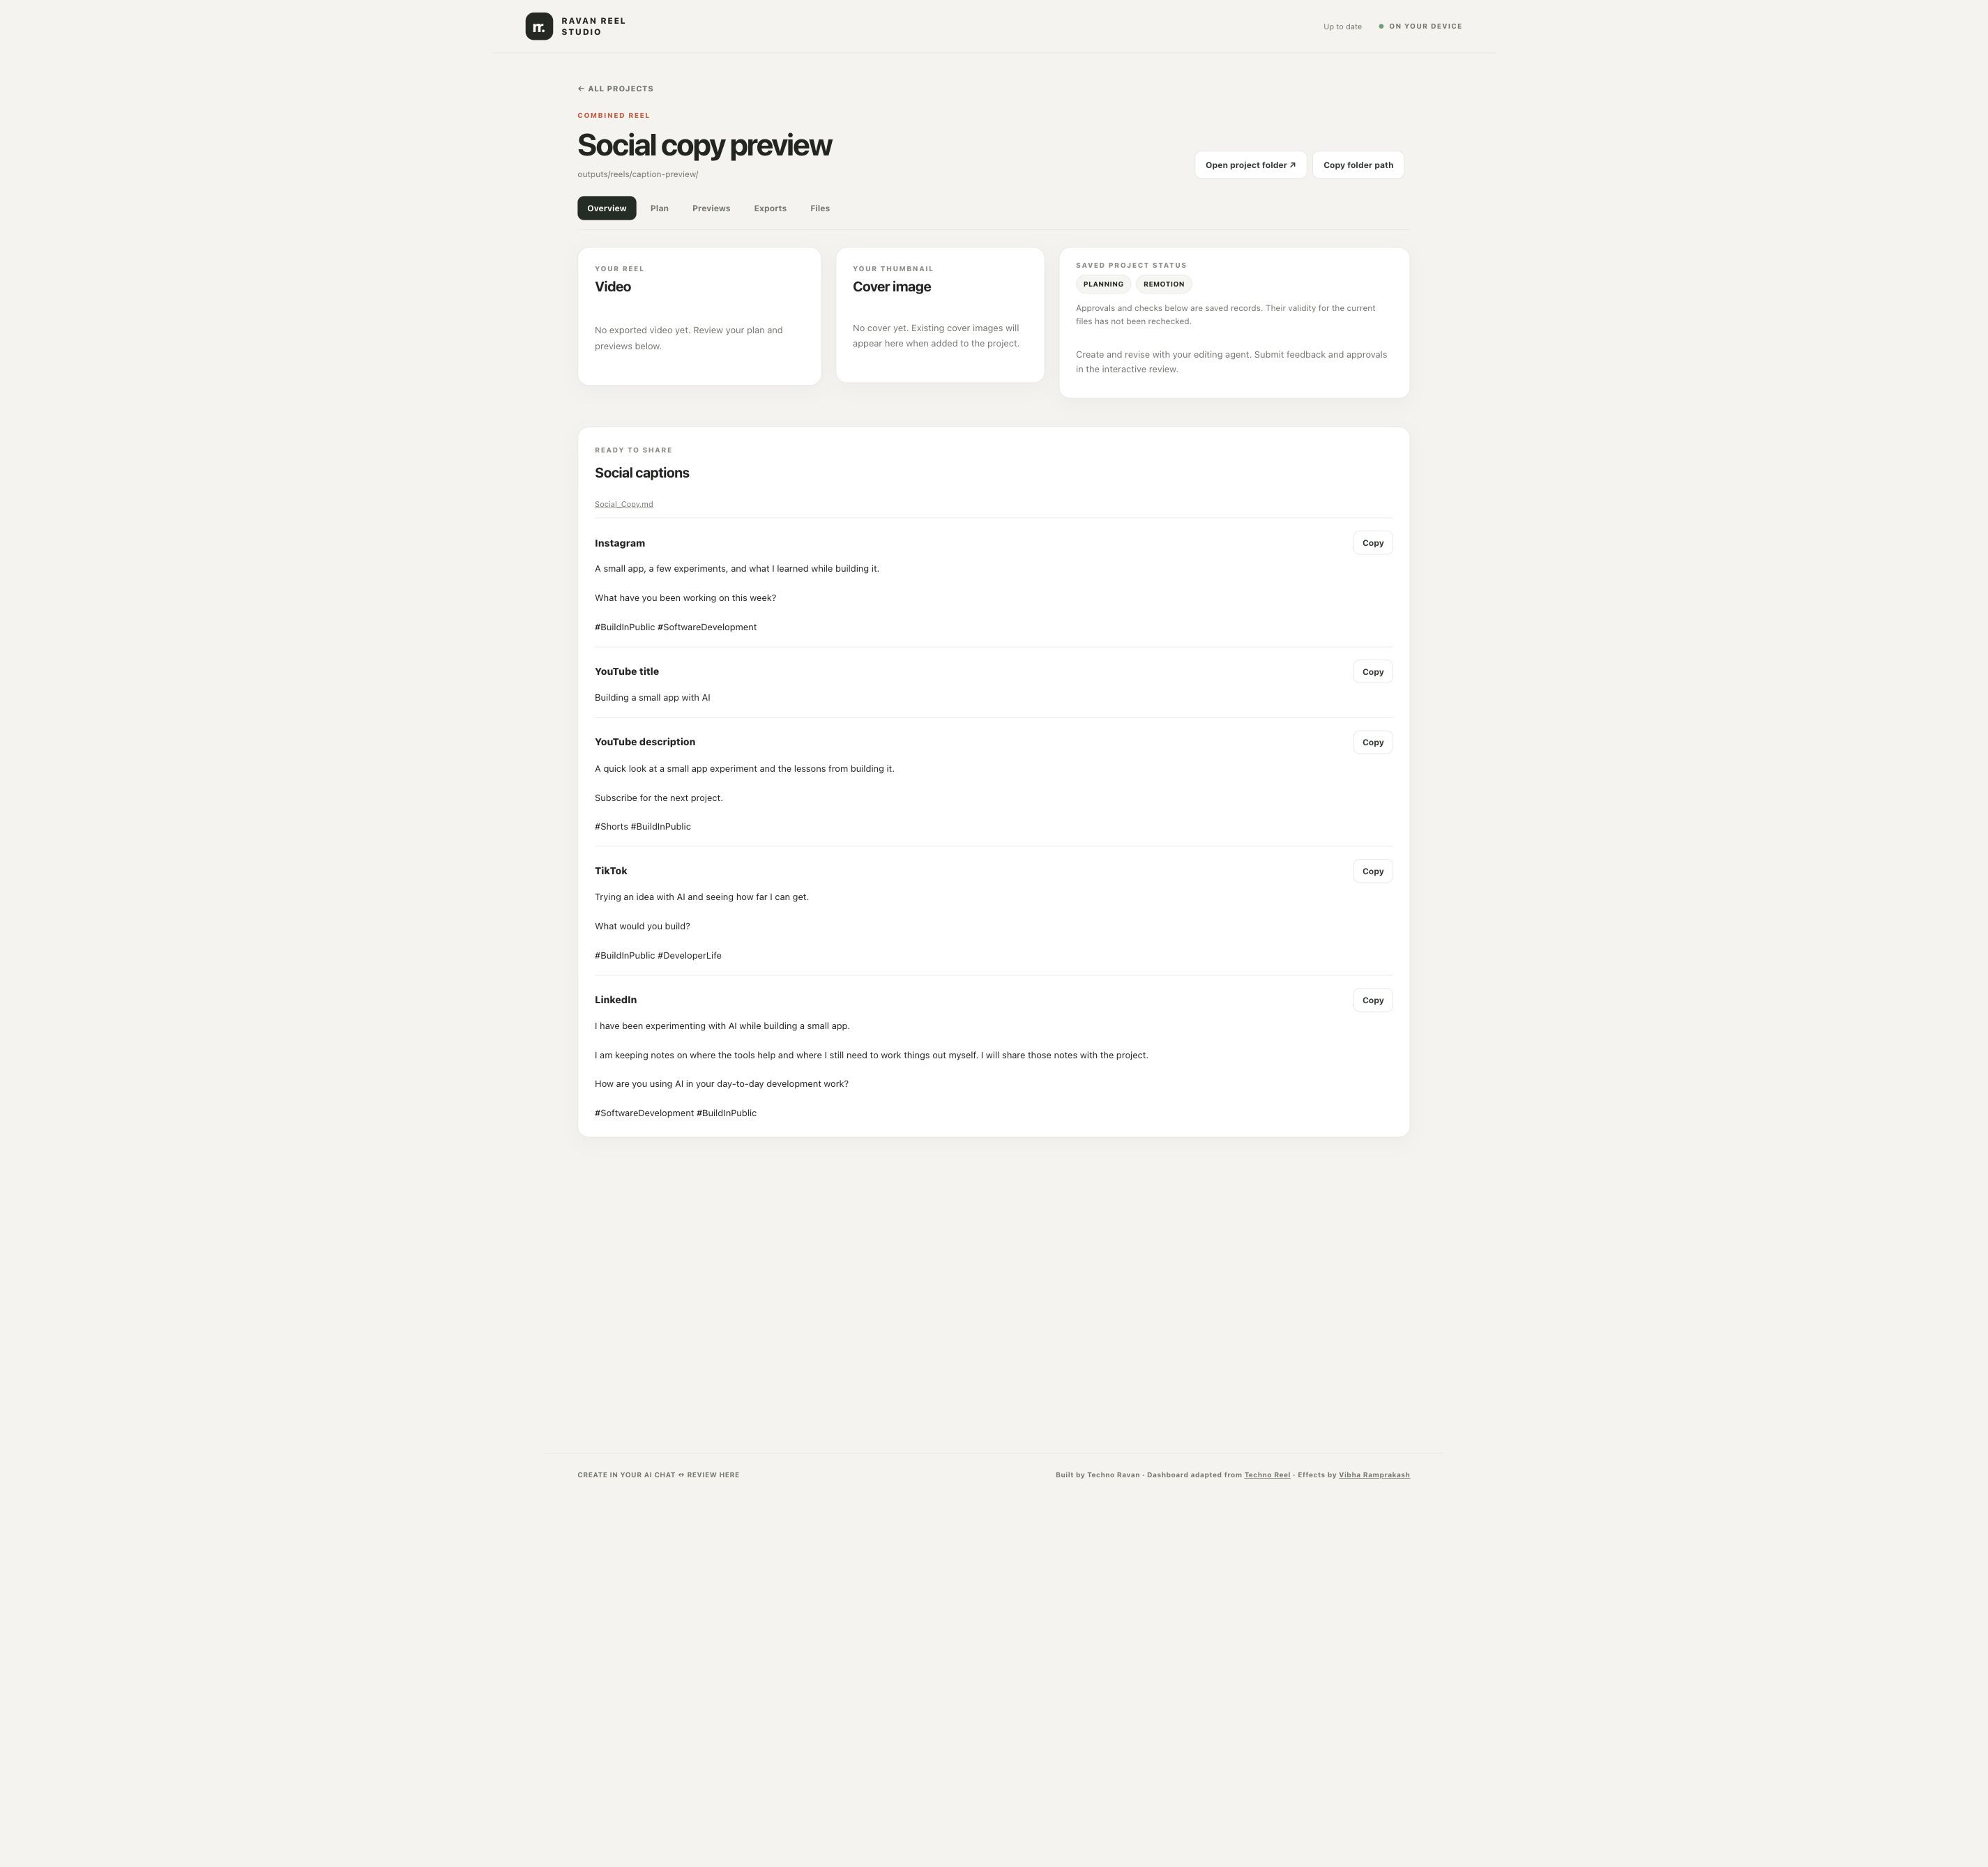 rr.
RAVAN REEL
STUDIO
Up to date
ON YOUR DEVICE
← ALL PROJECTS
COMBINED REEL
Social copy preview
outputs/reels/caption-preview/
Open project folder ↗
Copy folder path
Overview
Plan
Previews
Exports
Files
YOUR REEL
Video
No exported video yet. Review your plan and
previews below.
YOUR THUMBNAIL
Cover image
No cover yet. Existing cover images will
appear here when added to the project.
SAVED PROJECT STATUS
PLANNING
REMOTION
Approvals and checks below are saved records. Their validity for the current
files has not been rechecked.
Create and revise with your editing agent. Submit feedback and approvals
in the interactive review.
READY TO SHARE
Social captions
Social_Copy.md
Instagram
Copy
A small app, a few experiments, and what I learned while building it.
What have you been working on this week?
#BuildInPublic #SoftwareDevelopment
YouTube title
Copy
Building a small app with AI
YouTube description
Copy
A quick look at a small app experiment and the lessons from building it.
Subscribe for the next project.
#Shorts #BuildInPublic
TikTok
Copy
Trying an idea with AI and seeing how far I can get.
What would you build?
#BuildInPublic #DeveloperLife
LinkedIn
Copy
I have been experimenting with AI while building a small app.
I am keeping notes on where the tools help and where I still need to work things out myself. I will share those notes with the project.
How are you using AI in your day-to-day development work?
#SoftwareDevelopment #BuildInPublic
CREATE IN YOUR AI CHAT ↔ REVIEW HERE
Built by Techno Ravan · Dashboard adapted from Techno Reel · Effects by Vibha Ramprakash